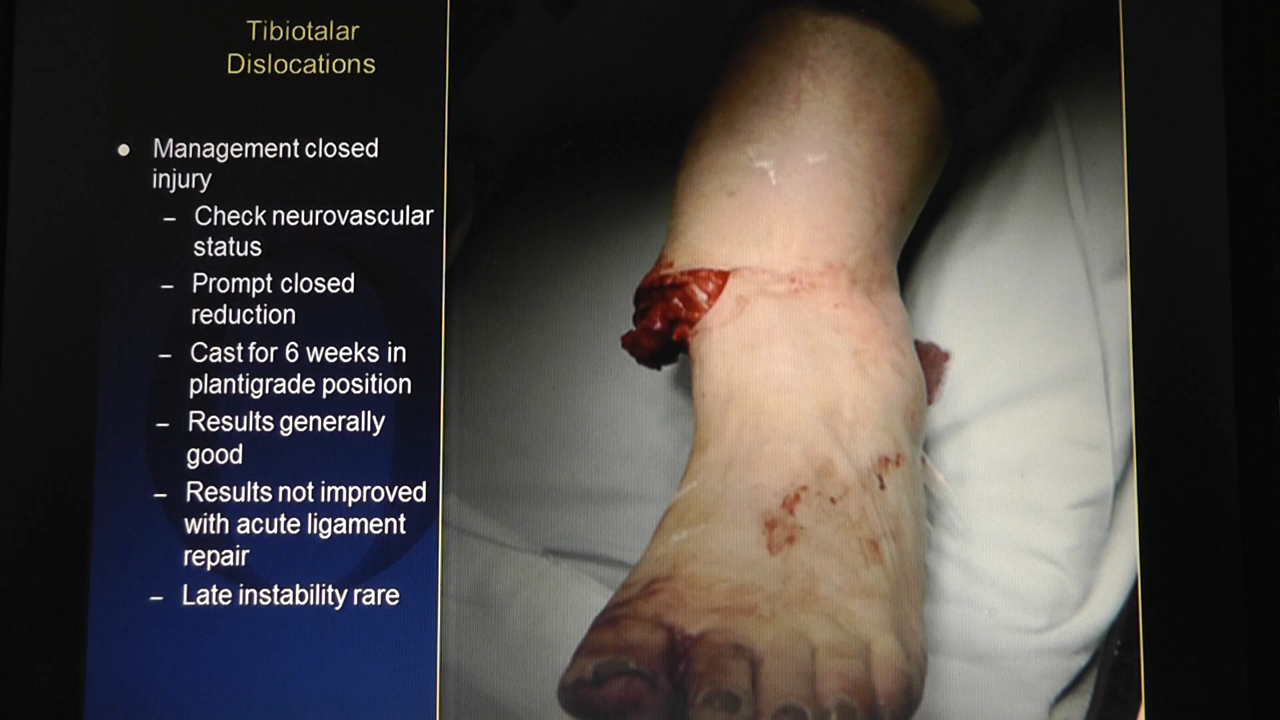 Tibiotalar
Dislocations
● Management closed
injury
– Check neurovascular
status
– Prompt closed
reduction
– Cast for 6 weeks in
plantigrade position
– Results generally
good
– Results not improved
with acute ligament
repair
– Late instability rare